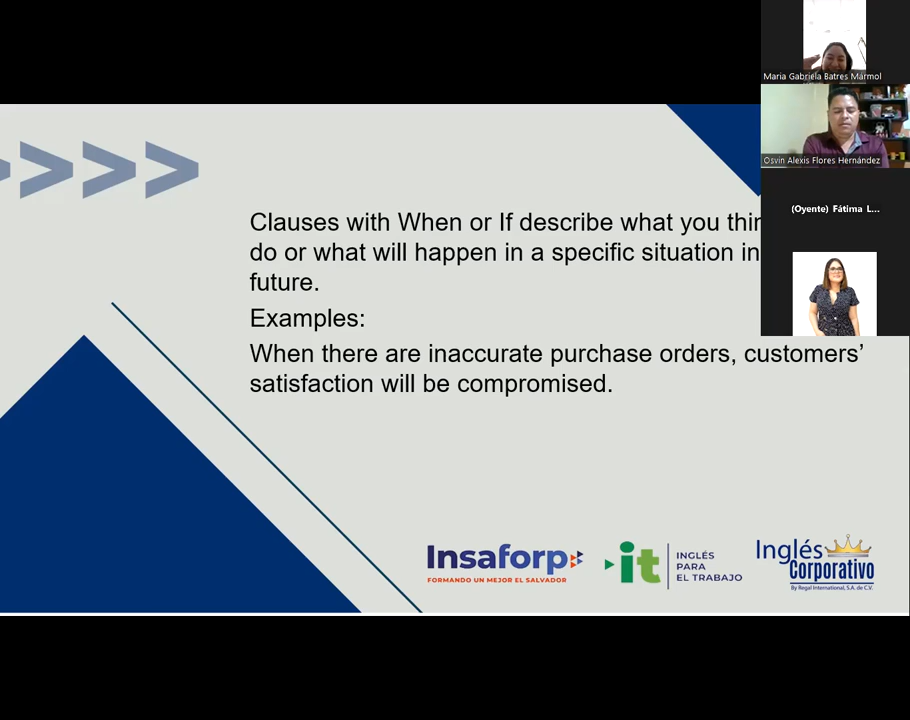 Maria Gabriela Batres Mármol
Osvin Alexis Flores Hernández
(Oyente) Fátima L...
Clauses with When or If describe what you
do or what will happen in a specific situation in
future.
Examples:
When there are inaccurate purchase orders, customers’
satisfaction will be compromised.
Insaforp
FORMANDO UN MEJOR EL SALVADOR
it
INGLÉS
PARA
EL TRABAJO
Inglés
Corporativo
By Regal International, S.A. de C.V.